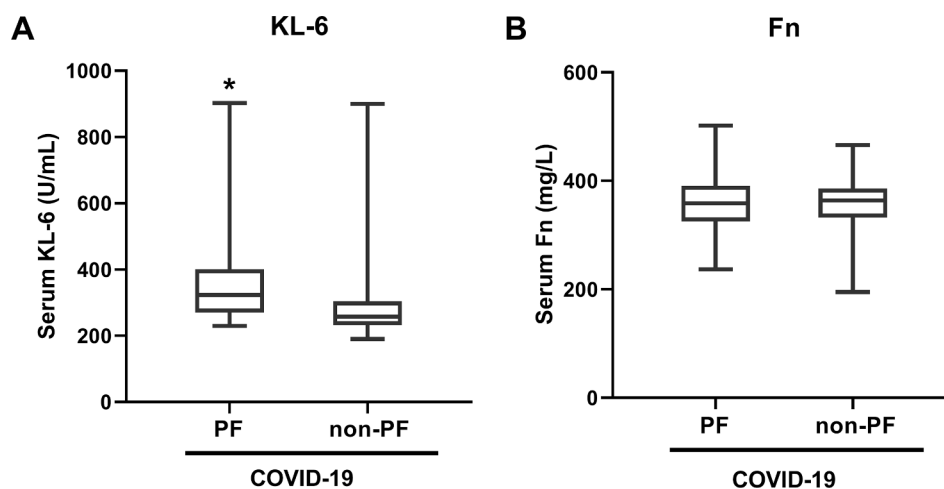 A
KL-6
Serum KL-6 (U/mL)
1000
800
600
400
200
0
*
PF
non-PF
COVID-19
B
Fn
Serum Fn (mg/L)
600
400
200
0
PF
non-PF
COVID-19